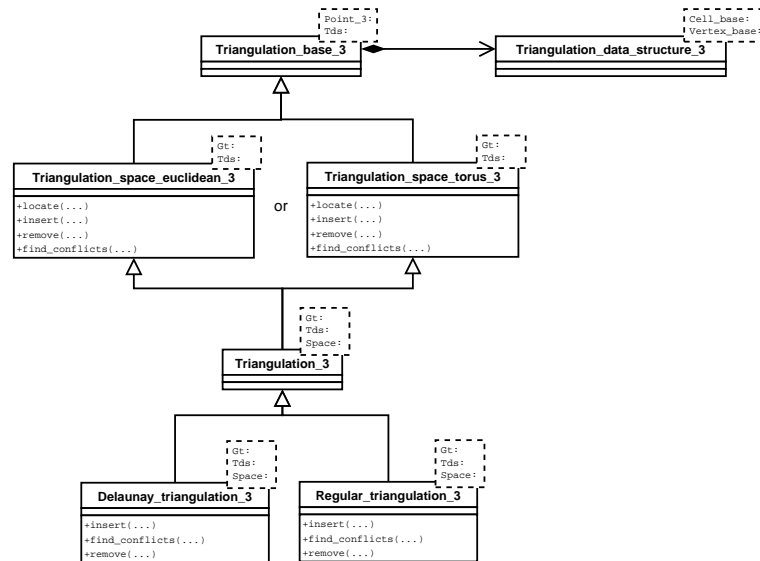 Point_3:
Tds:
Triangulation_base_3
Cell_base:
Vertex_base:
Triangulation_data_structure_3
Gt:
Tds:
Triangulation_space_euclidean_3
+locate(...)
+insert(...)
+remove(...)
+find_conflicts(...)
or
Gt:
Tds:
Triangulation_space_torus_3
+locate(...)
+insert(...)
+remove(...)
+find_conflicts(...)
Gt:
Tds:
Space:
Triangulation_3
Gt:
Tds:
Space:
Delaunay_triangulation_3
+insert(...)
+find_conflicts(...)
+remove(...)
Gt:
Tds:
Space:
Regular_triangulation_3
+insert(...)
+find_conflicts(...)
+remove(...)